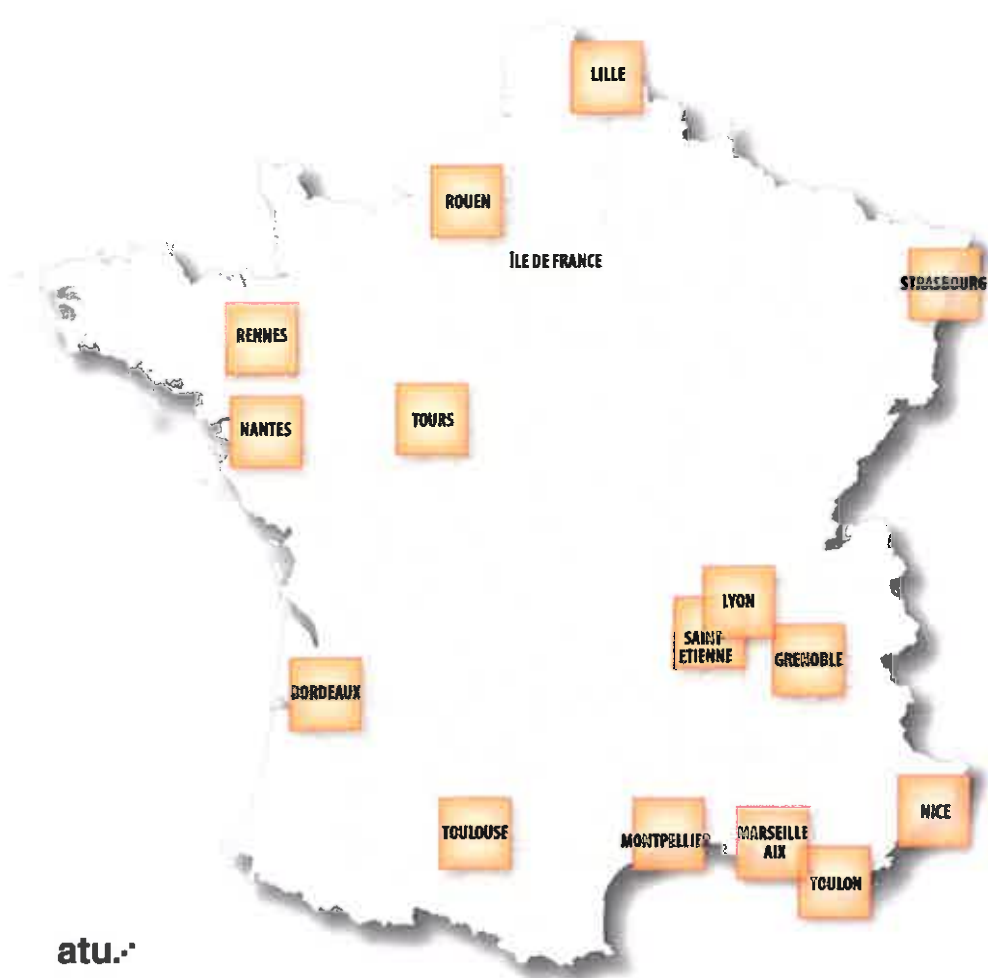 LILLE
ROUEN
ÎLE DE FRANCE
STRASBOURG
RENNES
TOURS
NANTES
LYON
SAINT-
ETIENNE
GRENOBLE
BORDEAUX
NICE
TOULOUSE
MONTPELLIER
MARSEILLE
AIX
TOULON
atu.